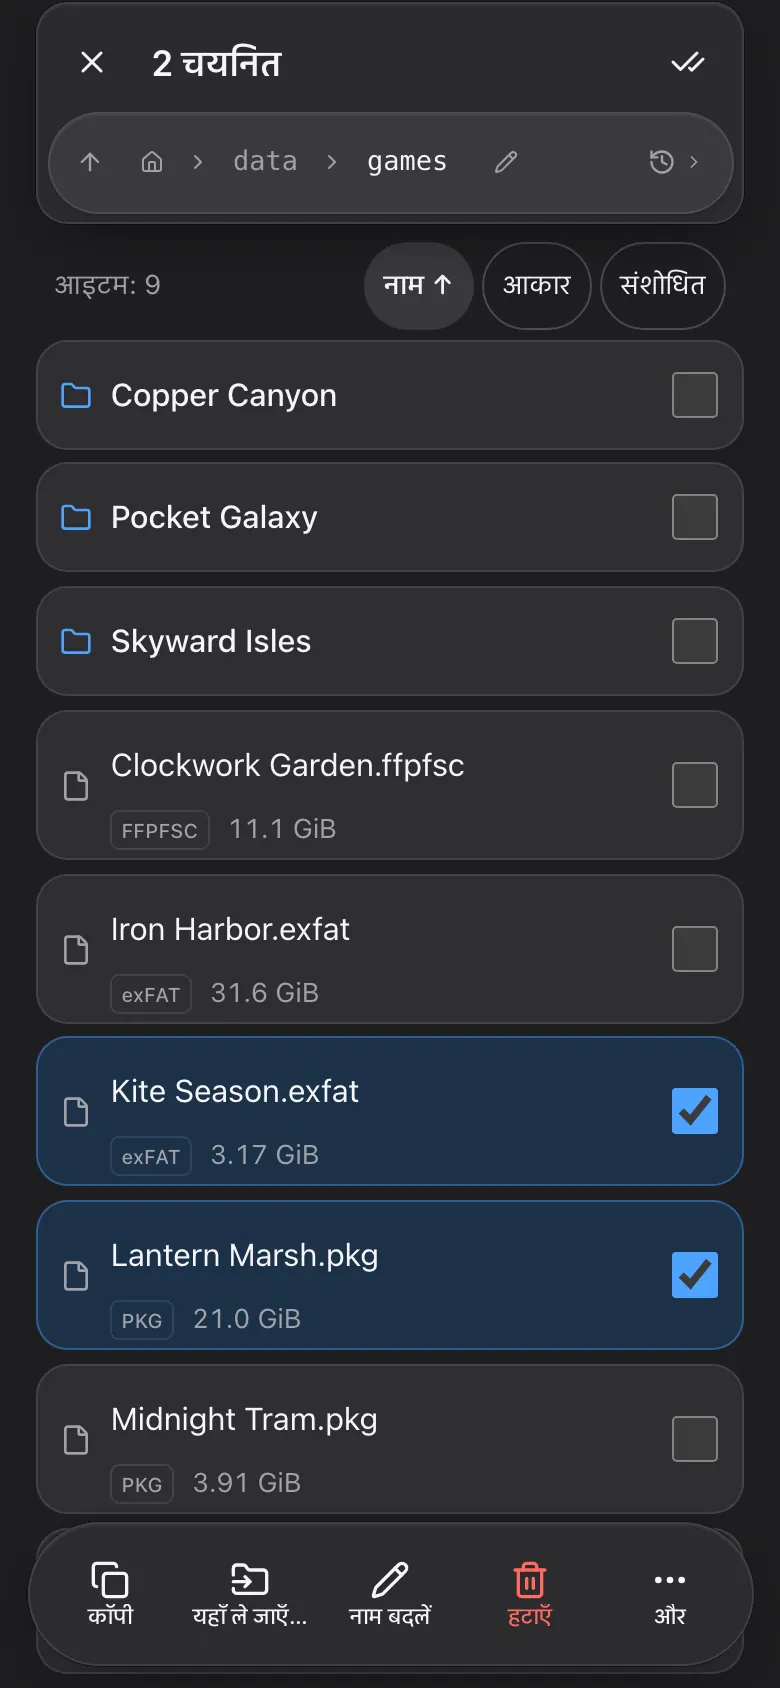 2 चयनित
data
games
आइटम: 9
नाम ↑
आकार
संशोधित
Copper Canyon
Pocket Galaxy
Skyward Isles
Clockwork Garden.ffpfsc
FFPFSC 11.1 GiB
Iron Harbor.exfat
exFAT 31.6 GiB
Kite Season.exfat
exFAT 3.17 GiB
Lantern Marsh.pkg
PKG 21.0 GiB
Midnight Tram.pkg
PKG 3.91 GiB
कॉपी
यहाँ ले जाएँ...
नाम बदलें
हटाएँ
और